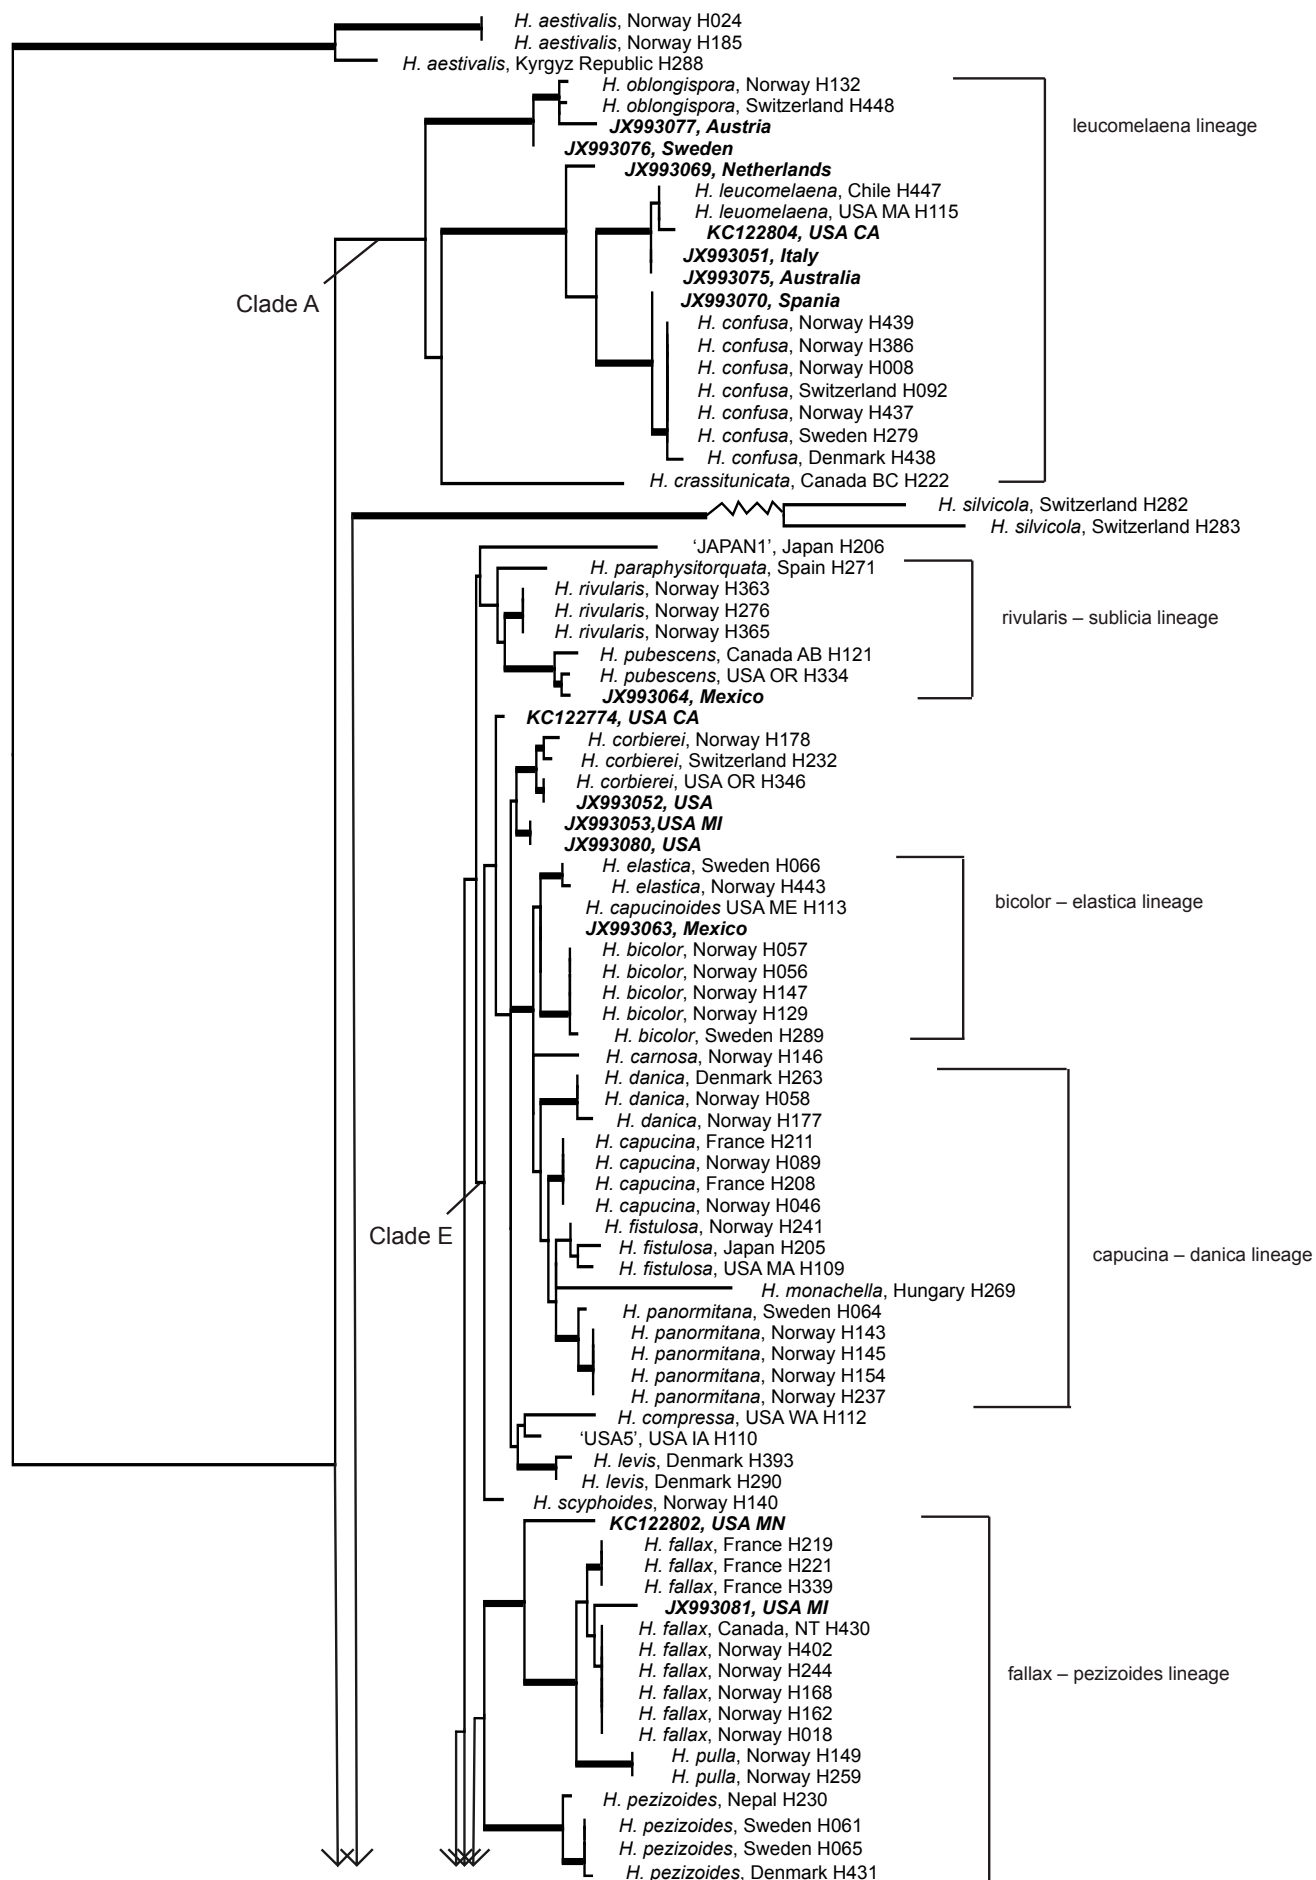 H. aestivalis, Norway H024
H. aestivalis, Norway H185
H. aestivalis, Kyrgyz Republic H288
H. oblongispora, Norway H132
H. oblongispora, Switzerland H448
JX993077, Austria
leucomelaena lineage
JX993076, Sweden
JX993069, Netherlands
H. leucomelaena, Chile H447
H. leuomelaena, USA MA H115
KC122804, USA CA
JX993051, Italy
JX993075, Australia
Clade A
JX993070, Spania
H. confusa, Norway H439
H. confusa, Norway H386
H. confusa, Norway H008
H. confusa, Switzerland H092
H. confusa, Norway H437
H. confusa, Sweden H279
H. confusa, Denmark H438
H. crassitunicata, Canada BC H222
H. silvicola, Switzerland H282
H. silvicola, Switzerland H283
‘JAPAN1’, Japan H206
H. paraphysitorquata, Spain H271
H. rivularis, Norway H363
H. rivularis, Norway H276
rivularis – sublicia lineage
H. rivularis, Norway H365
H. pubescens, Canada AB H121
H. pubescens, USA OR H334
JX993064, Mexico
KC122774, USA CA
H. corbierei, Norway H178
H. corbierei, Switzerland H232
H. corbierei, USA OR H346
JX993052, USA
JX993053,USA MI
JX993080, USA
H. elastica, Sweden H066
H. elastica, Norway H443
bicolor – elastica lineage
H. capucinoides USA ME H113
JX993063, Mexico
H. bicolor, Norway H057
H. bicolor, Norway H056
H. bicolor, Norway H147
H. bicolor, Norway H129
H. bicolor, Sweden H289
H. carnosa, Norway H146
H. danica, Denmark H263
H. danica, Norway H058
H. danica, Norway H177
H. capucina, France H211
H. capucina, Norway H089
H. capucina, France H208
H. capucina, Norway H046
Clade E
H. fistulosa, Norway H241
H. fistulosa, Japan H205
capucina – danica lineage
H. fistulosa, USA MA H109
H. monachella, Hungary H269
H. panormitana, Sweden H064
H. panormitana, Norway H143
H. panormitana, Norway H145
H. panormitana, Norway H154
H. panormitana, Norway H237
H. compressa, USA WA H112
‘USA5’, USA IA H110
H. levis, Denmark H393
H. levis, Denmark H290
H. scyphoides, Norway H140
KC122802, USA MN
H. fallax, France H219
H. fallax, France H221
H. fallax, France H339
JX993081, USA MI
H. fallax, Canada, NT H430
H. fallax, Norway H402
H. fallax, Norway H244
fallax – pezizoides lineage
H. fallax, Norway H168
H. fallax, Norway H162
H. fallax, Norway H018
H. pulla, Norway H149
H. pulla, Norway H259
H. pezizoides, Nepal H230
H. pezizoides, Sweden H061
H. pezizoides, Sweden H065
H. pezizoides, Denmark H431